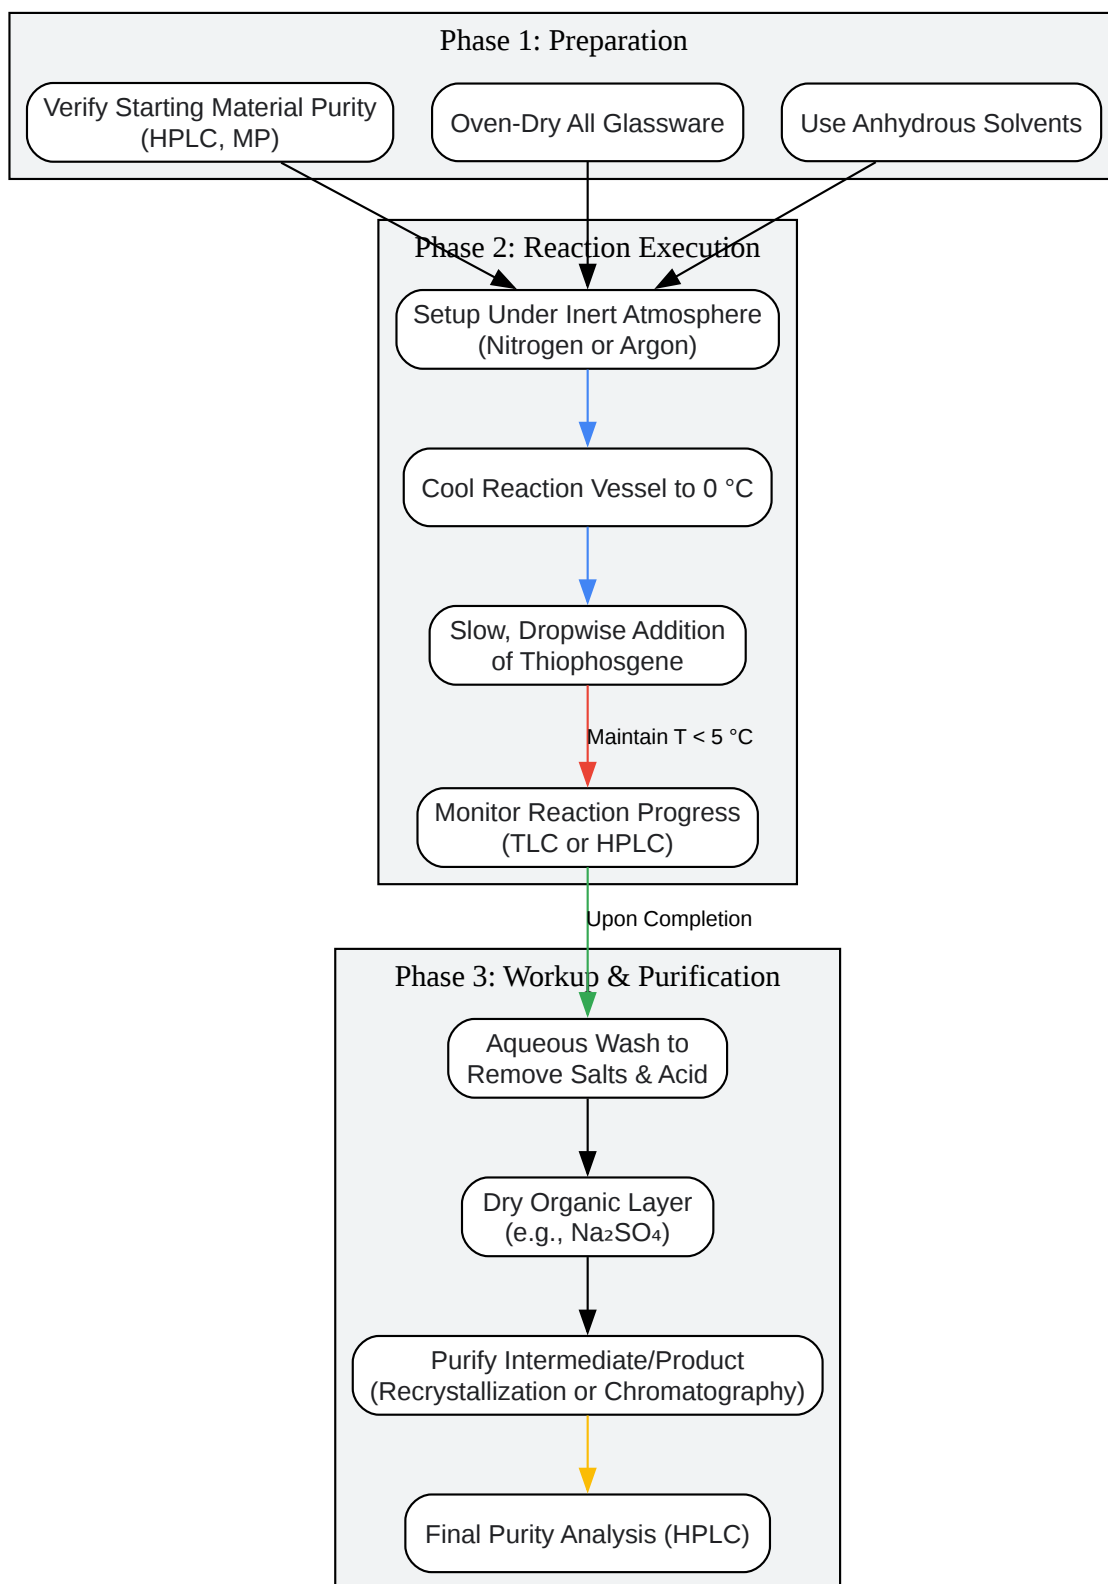 Phase 1: Preparation
Verify Starting Material Purity
(HPLC, MP)
Oven-Dry All Glassware
Use Anhydrous Solvents
Phase 2: Reaction Execution
Setup Under Inert Atmosphere
(Nitrogen or Argon)
Cool Reaction Vessel to 0 °C
Slow, Dropwise Addition
of Thiophosgene
Maintain T < 5 °C
Monitor Reaction Progress
(TLC or HPLC)
Upon Completion
Phase 3: Workup & Purification
Aqueous Wash to
Remove Salts & Acid
Dry Organic Layer
(e.g., Na₂SO₄)
Purify Intermediate/Product
(Recrystallization or Chromatography)
Final Purity Analysis (HPLC)